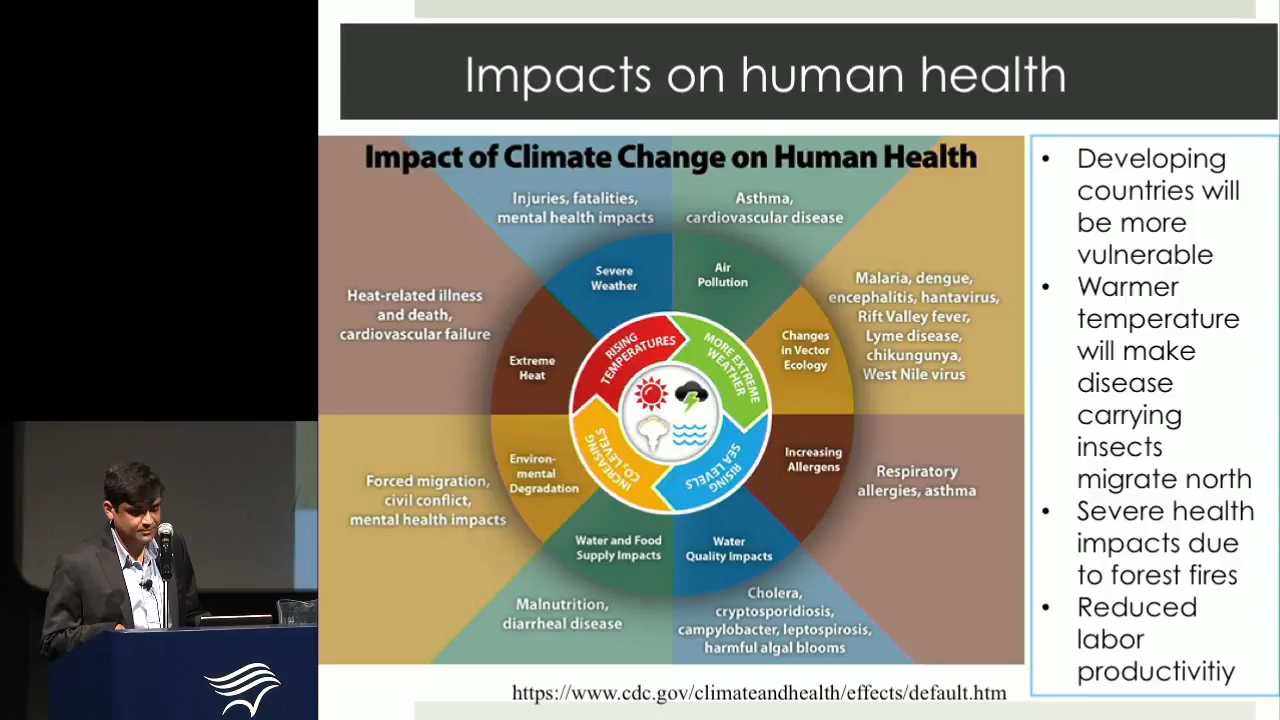 Impacts on human health
Impact of Climate Change on Human Health
Injuries, fatalities,
mental health impacts
Asthma,
cardiovascular disease
Severe
Weather
Air
Pollution
Heat-related illness
and death,
cardiovascular failure
Extreme
Heat
Malaria, dengue,
encephalitis, hantavirus,
Rift Valley fever,
Lyme disease,
chikungunya,
West Nile virus
Changes
in Vector
Ecology
RISING
TEMPERATURES
MORE EXTREME
WEATHER
INCREASING
CO2 LEVELS
RISING
SEA LEVELS
Forced migration,
civil conflict,
mental health impacts
Environ-
mental
Degradation
Increasing
Allergens
Respiratory
allergies, asthma
Water and Food
Supply Impacts
Water
Quality Impacts
Malnutrition,
diarrheal disease
Cholera,
cryptosporidiosis,
campylobacter, leptospirosis,
harmful algal blooms
https://www.cdc.gov/climateandhealth/effects/default.htm
• Developing
countries will
be more
vulnerable
• Warmer
temperature
will make
disease
carrying
insects
migrate north
• Severe health
impacts due
to forest fires
• Reduced
labor
productivitiy